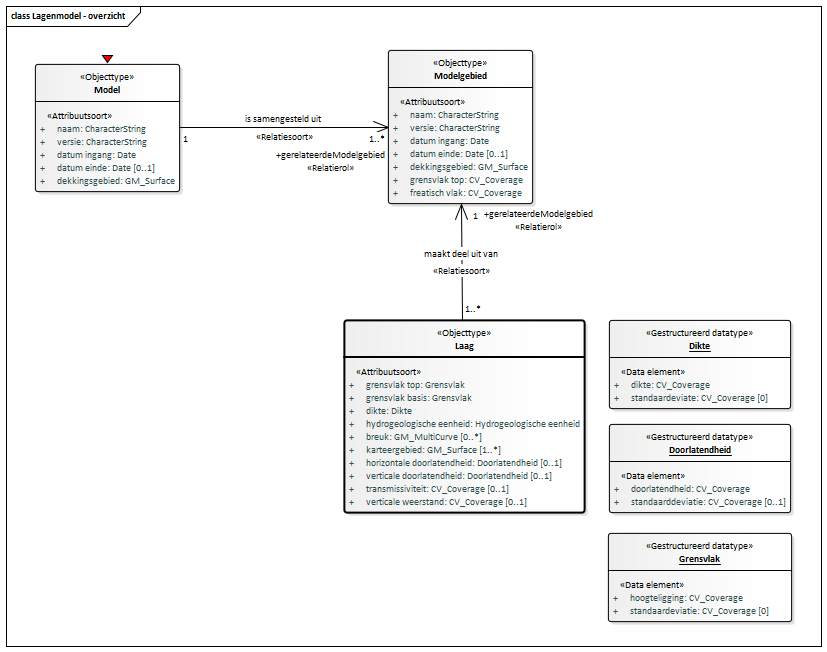 class Lagenmodel - overzicht
«Objecttype»
Model
«Attribuutsoort»
+ naam: CharacterString
+ versie: CharacterString
+ datum ingang: Date
+ datum einde: Date [0..1]
+ dekkingsgebied: GM_Surface
is samengesteld uit
1
«Relatiesoort»
1..*
+gerelateerdeModelgebied
«Relatierol»
«Objecttype»
Modelgebied
«Attribuutsoort»
+ naam: CharacterString
+ versie: CharacterString
+ datum ingang: Date
+ datum einde: Date [0..1]
+ dekkingsgebied: GM_Surface
+ grensvlak top: CV_Coverage
+ freatisch vlak: CV_Coverage
1 +gerelateerdeModelgebied
«Relatierol»
maakt deel uit van
«Relatiesoort»
1..*
«Objecttype»
Laag
«Attribuutsoort»
+ grensvlak top: Grensvlak
+ grensvlak basis: Grensvlak
+ dikte: Dikte
+ hydrogeologische eenheid: Hydrogeologische eenheid
+ breuk: GM_MultiCurve [0..*]
+ karteergebied: GM_Surface [1..*]
+ horizontale doorlatendheid: Doorlatendheid [0..1]
+ verticale doorlatendheid: Doorlatendheid [0..1]
+ transmissiviteit: CV_Coverage [0..1]
+ verticale weerstand: CV_Coverage [0..1]
«Gestructureerd datatype»
Dikte
«Data element»
+ dikte: CV_Coverage
+ standaardeviate: CV_Coverage [0]
«Gestructureerd datatype»
Doorlatendheid
«Data element»
+ doorlatendheid: CV_Coverage
+ standaarddeviatie: CV_Coverage [0..1]
«Gestructureerd datatype»
Grensvlak
«Data element»
+ hoogteligging: CV_Coverage
+ standaardeviatie: CV_Coverage [0]